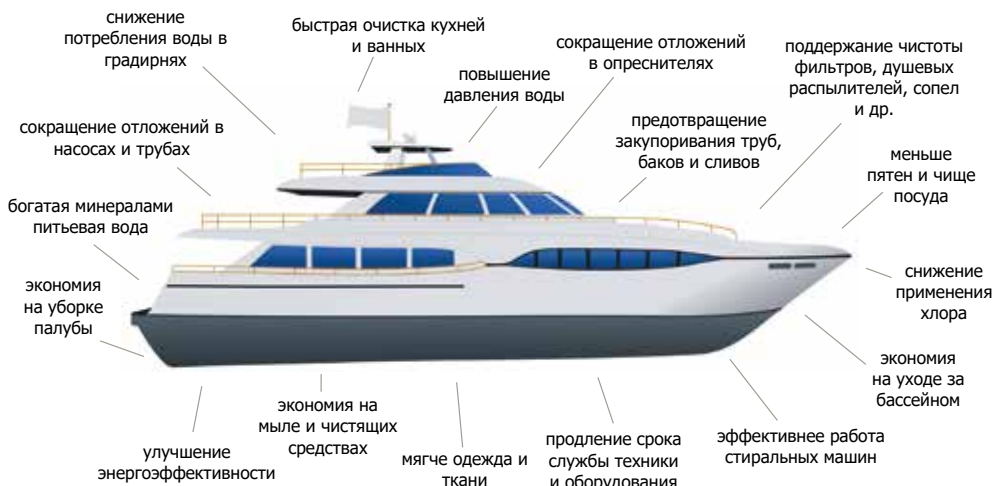 снижение
потребления воды в
градирнях
быстрая очистка кухней
и ванных
повышение
давления воды
сокращение отложений
в опреснителях
поддержание чистоты
фильтров, душевых
распылителей, сопел
и др.
сокращение отложений в
насосах и трубах
предотвращение
закупоривания труб,
баков и сливов
меньше
пятен и чище
посуда
богатая минералами
питьевая вода
снижение
применения
хлора
экономия
на уборке
палубы
экономия
на уходе за
бассейном
улучшение
энергоэффективности
экономия на
мыле и чистящих
средствах
мягче одежда и
ткани
продление срока
службы техники
и оборудования
эффективнее работа
стиральных машин